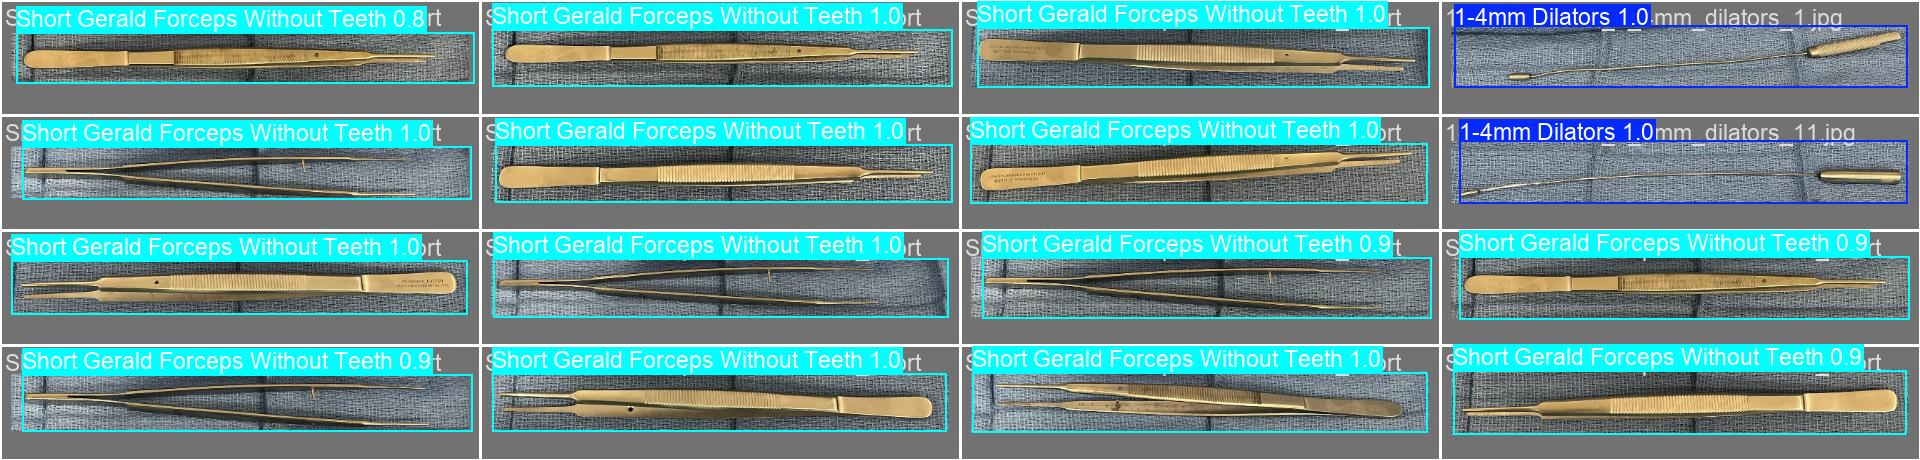 Short Gerald Forceps Without Teeth 0.8
Short Gerald Forceps Without Teeth 1.0
Short Gerald Forceps Without Teeth 1.0
1-4mm Dilators 1.0 mm_dilators_1.jpg
Short Gerald Forceps Without Teeth 1.0
Short Gerald Forceps Without Teeth 1.0
Short Gerald Forceps Without Teeth 1.0
1-4mm Dilators 1.0 mm_dilators_11.jpg
Short Gerald Forceps Without Teeth 1.0
Short Gerald Forceps Without Teeth 1.0
Short Gerald Forceps Without Teeth 0.9
Short Gerald Forceps Without Teeth 0.9
Short Gerald Forceps Without Teeth 0.9
Short Gerald Forceps Without Teeth 1.0
Short Gerald Forceps Without Teeth 1.0
Short Gerald Forceps Without Teeth 0.9